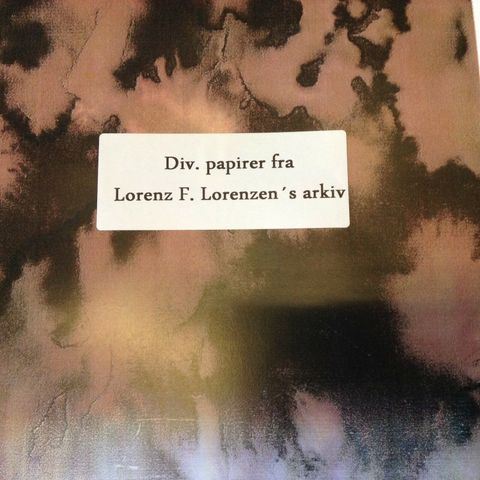 Div. papirer fra
Lorenz F. Lorenzen´s arkiv